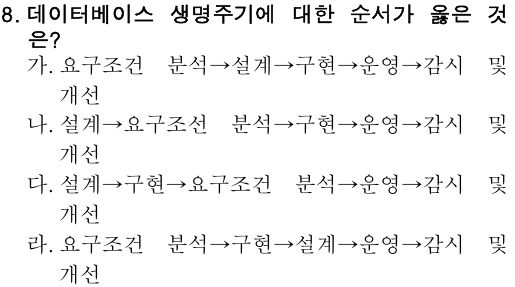 8. 데이터베이스 생명주기에 대한 순서가 옳은 것
은?
가. 요구조건 분석→설계→구현→운영→감시 및
개선
나. 설계→요구조선 분석→구현→운영→감시 및
개선
다. 설계→구현→요구조건 분석→운영→감시 및
개선
라. 요구조건 분석→구현→설계→운영→감시 및
개선